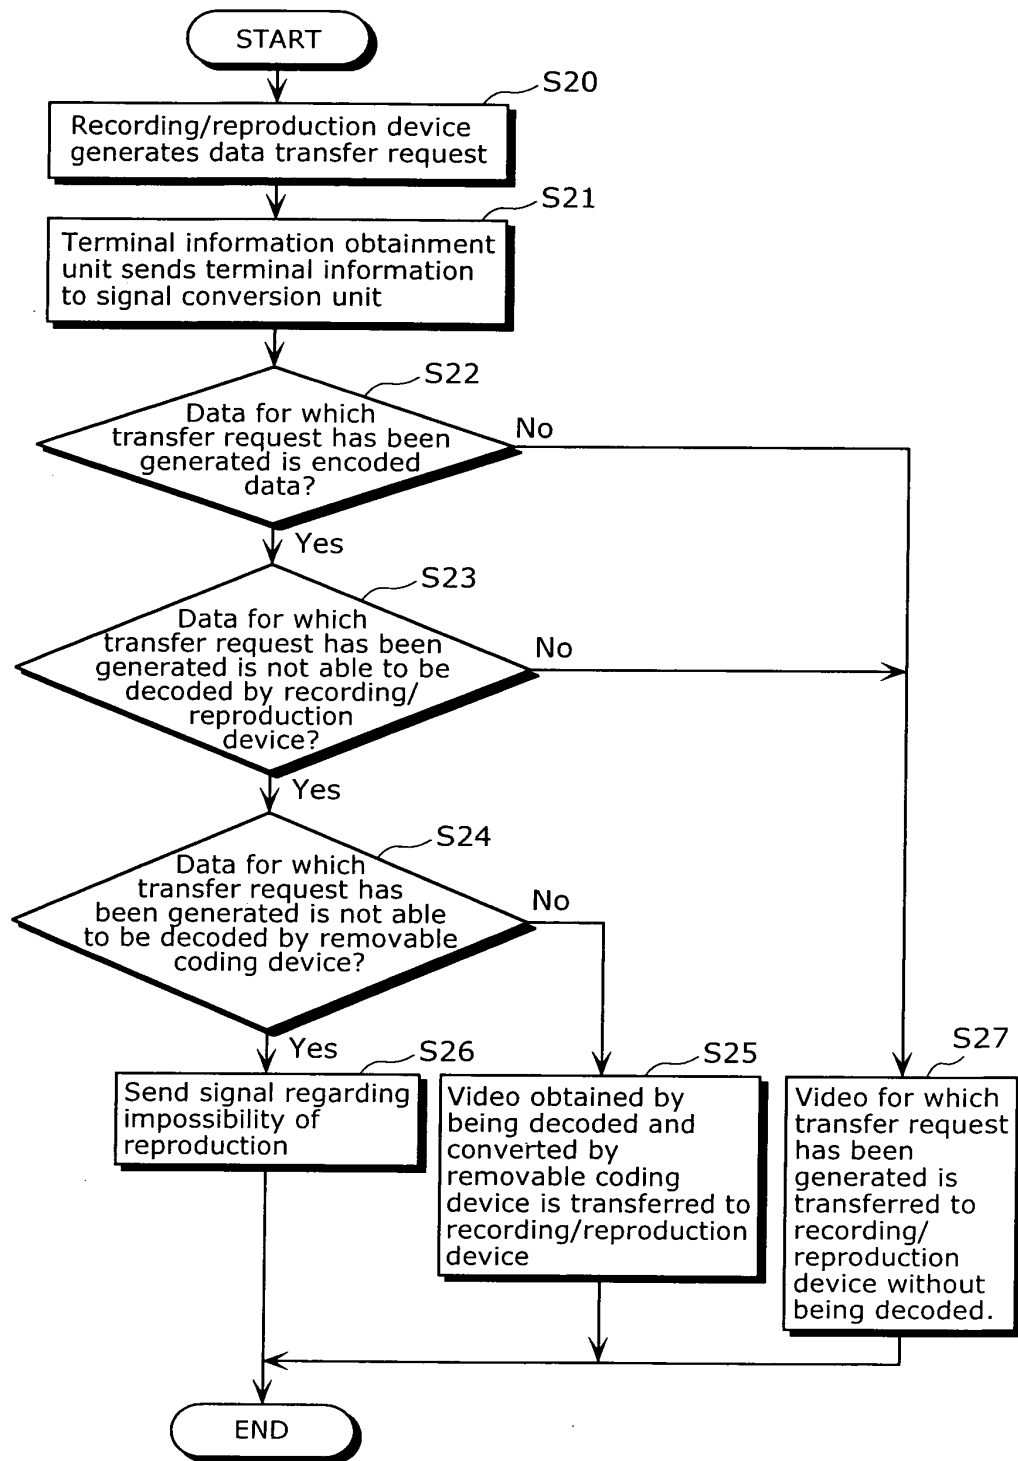 START
S20
Recording/reproduction device
generates data transfer request
S21
Terminal information obtainment
unit sends terminal information
to signal conversion unit
S22
Data for which
transfer request has been
generated is encoded
data?
No
Yes
S23
Data for which
transfer request has been
generated is not able to be
decoded by recording/
reproduction
device?
No
Yes
S24
Data for which
transfer request has
been generated is not able
to be decoded by removable
coding device?
No
Yes
S26
Send signal regarding
impossibility of
reproduction
S25
Video obtained by
being decoded and
converted by
removable coding
device is transferred to
recording/reproduction
device
S27
Video for which
transfer request
has been
generated is
transferred to
recording/
reproduction
device without
being decoded.
END